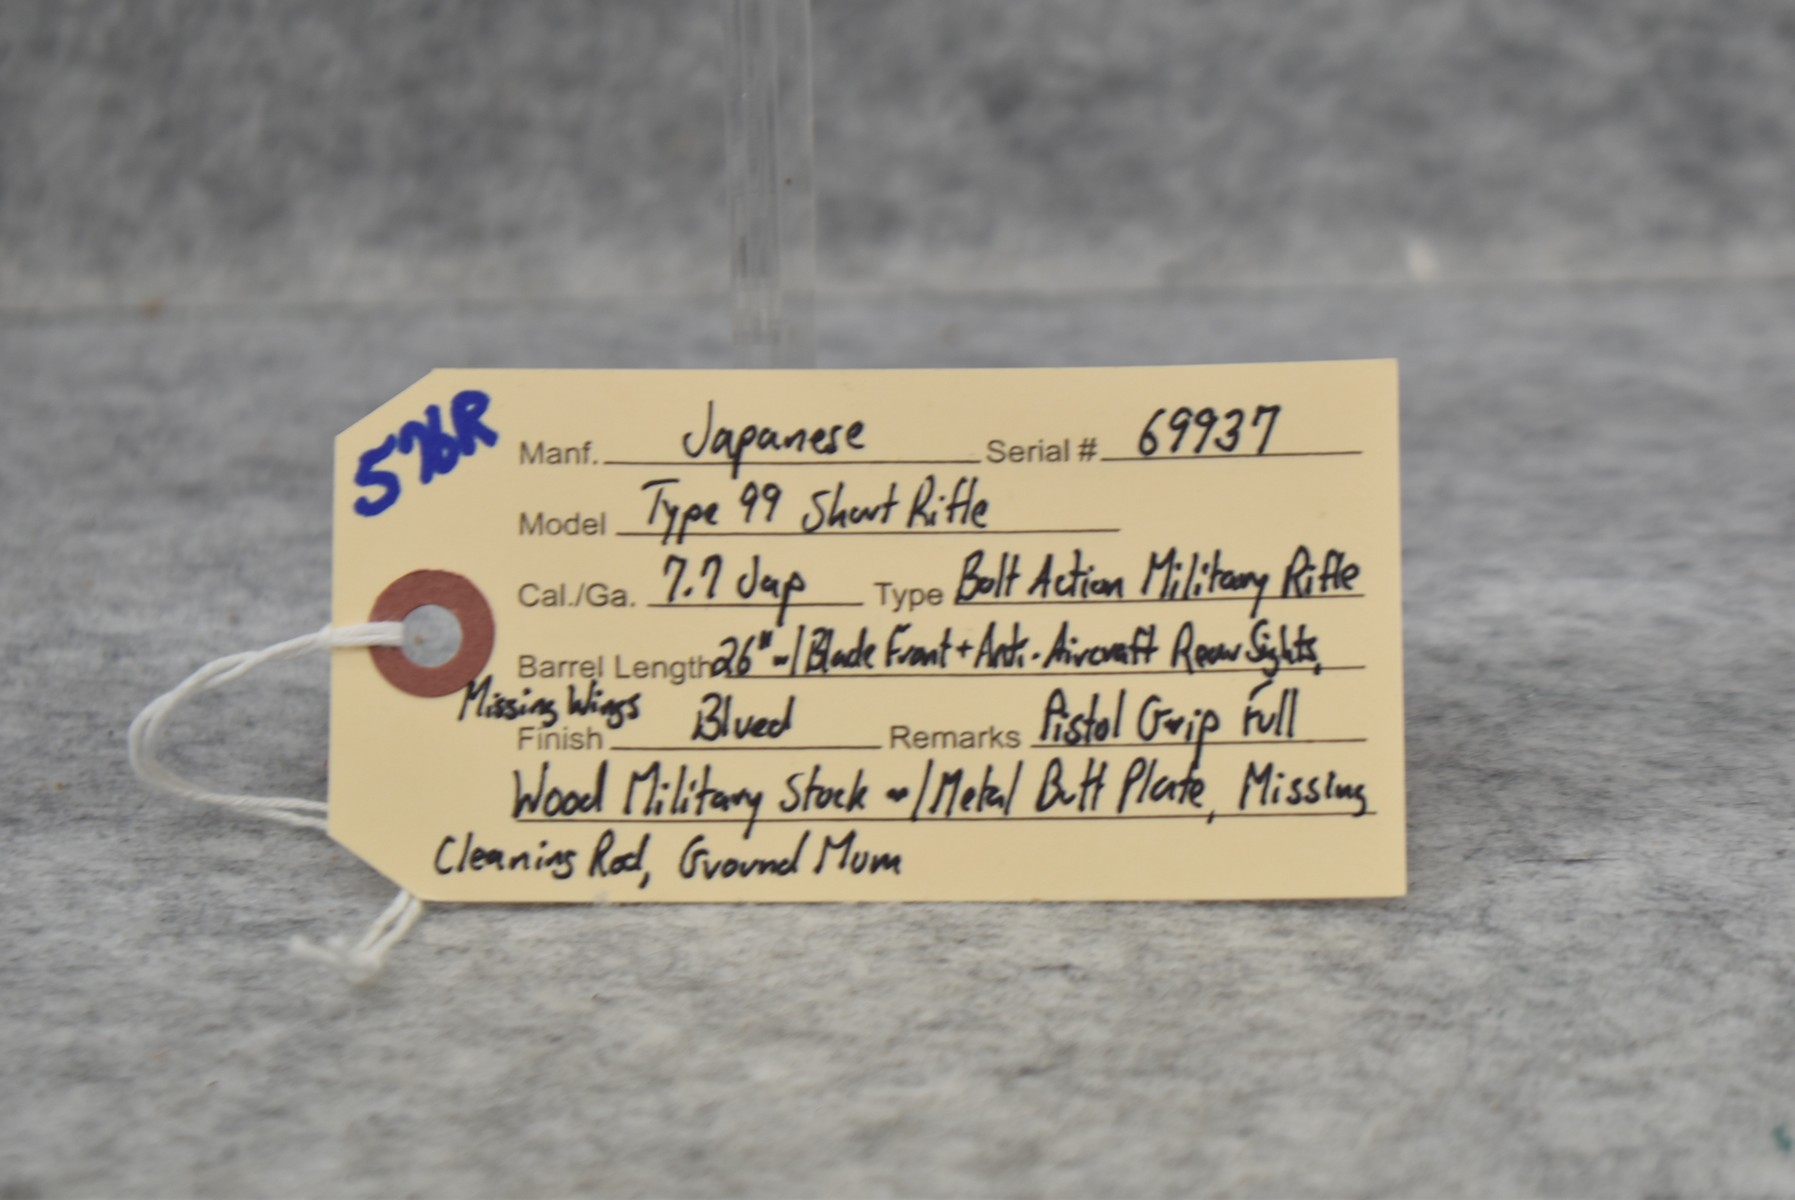 576R
Manf. Japanese Serial # 69937
Model Type 99 Short Rifle
Cal./Ga. 7.7 Jap Type Bolt Action Military Rifle
Barrel Length 26" w/ Blade Front + Anti-Aircraft Rear Sights,
Missing Wings
Finish Blued Remarks Pistol Grip Full
Wood Military Stock w/ Metal Butt Plate, Missing
Cleaning Rod, Ground Mum